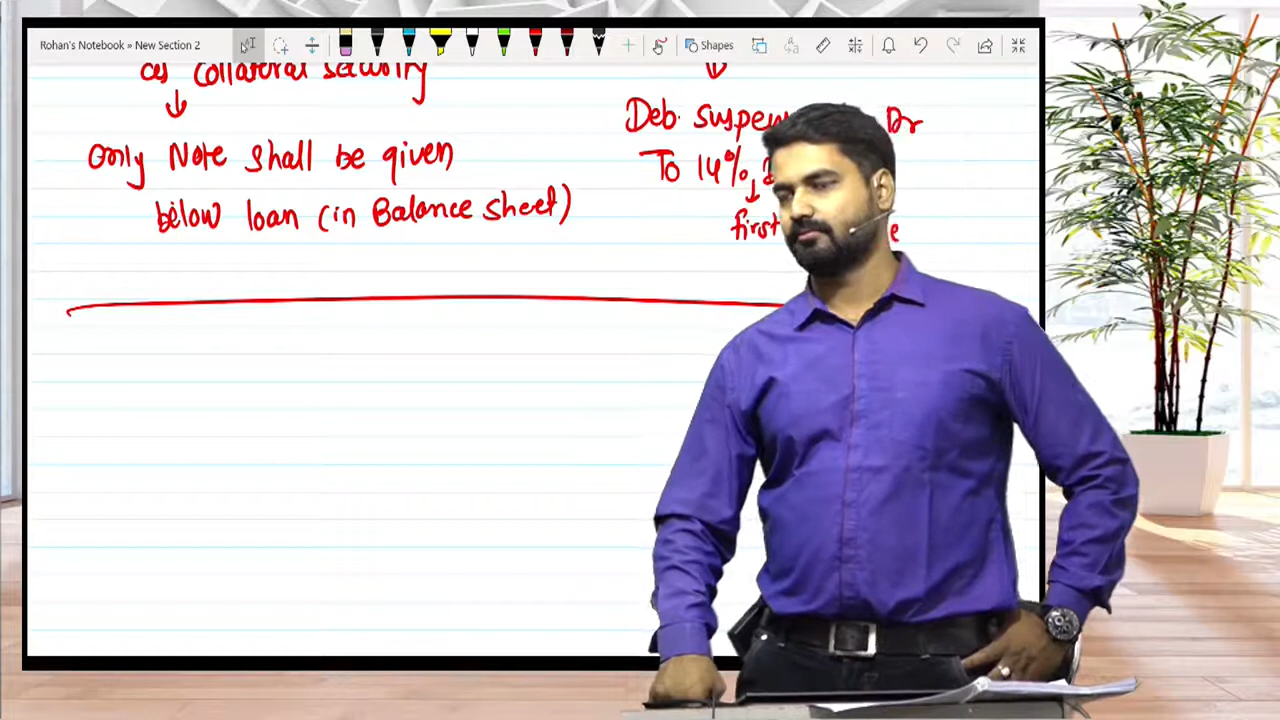 Rohan's Notebook » New Section 2
Shapes
as collateral security
Only Note shall be given
below loan (in Balance sheet)
Deb. suspen Dr
To 14%
first